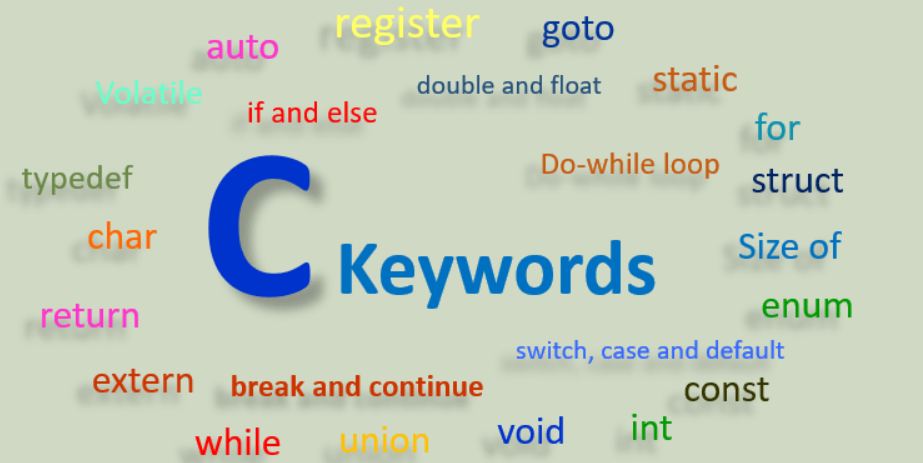 register
goto
auto
static
double and float
Volatile
if and else
for
Do-while loop
typedef
struct
char
C Keywords
Size of
return
enum
switch, case and default
extern
break and continue
const
while
union
void
int